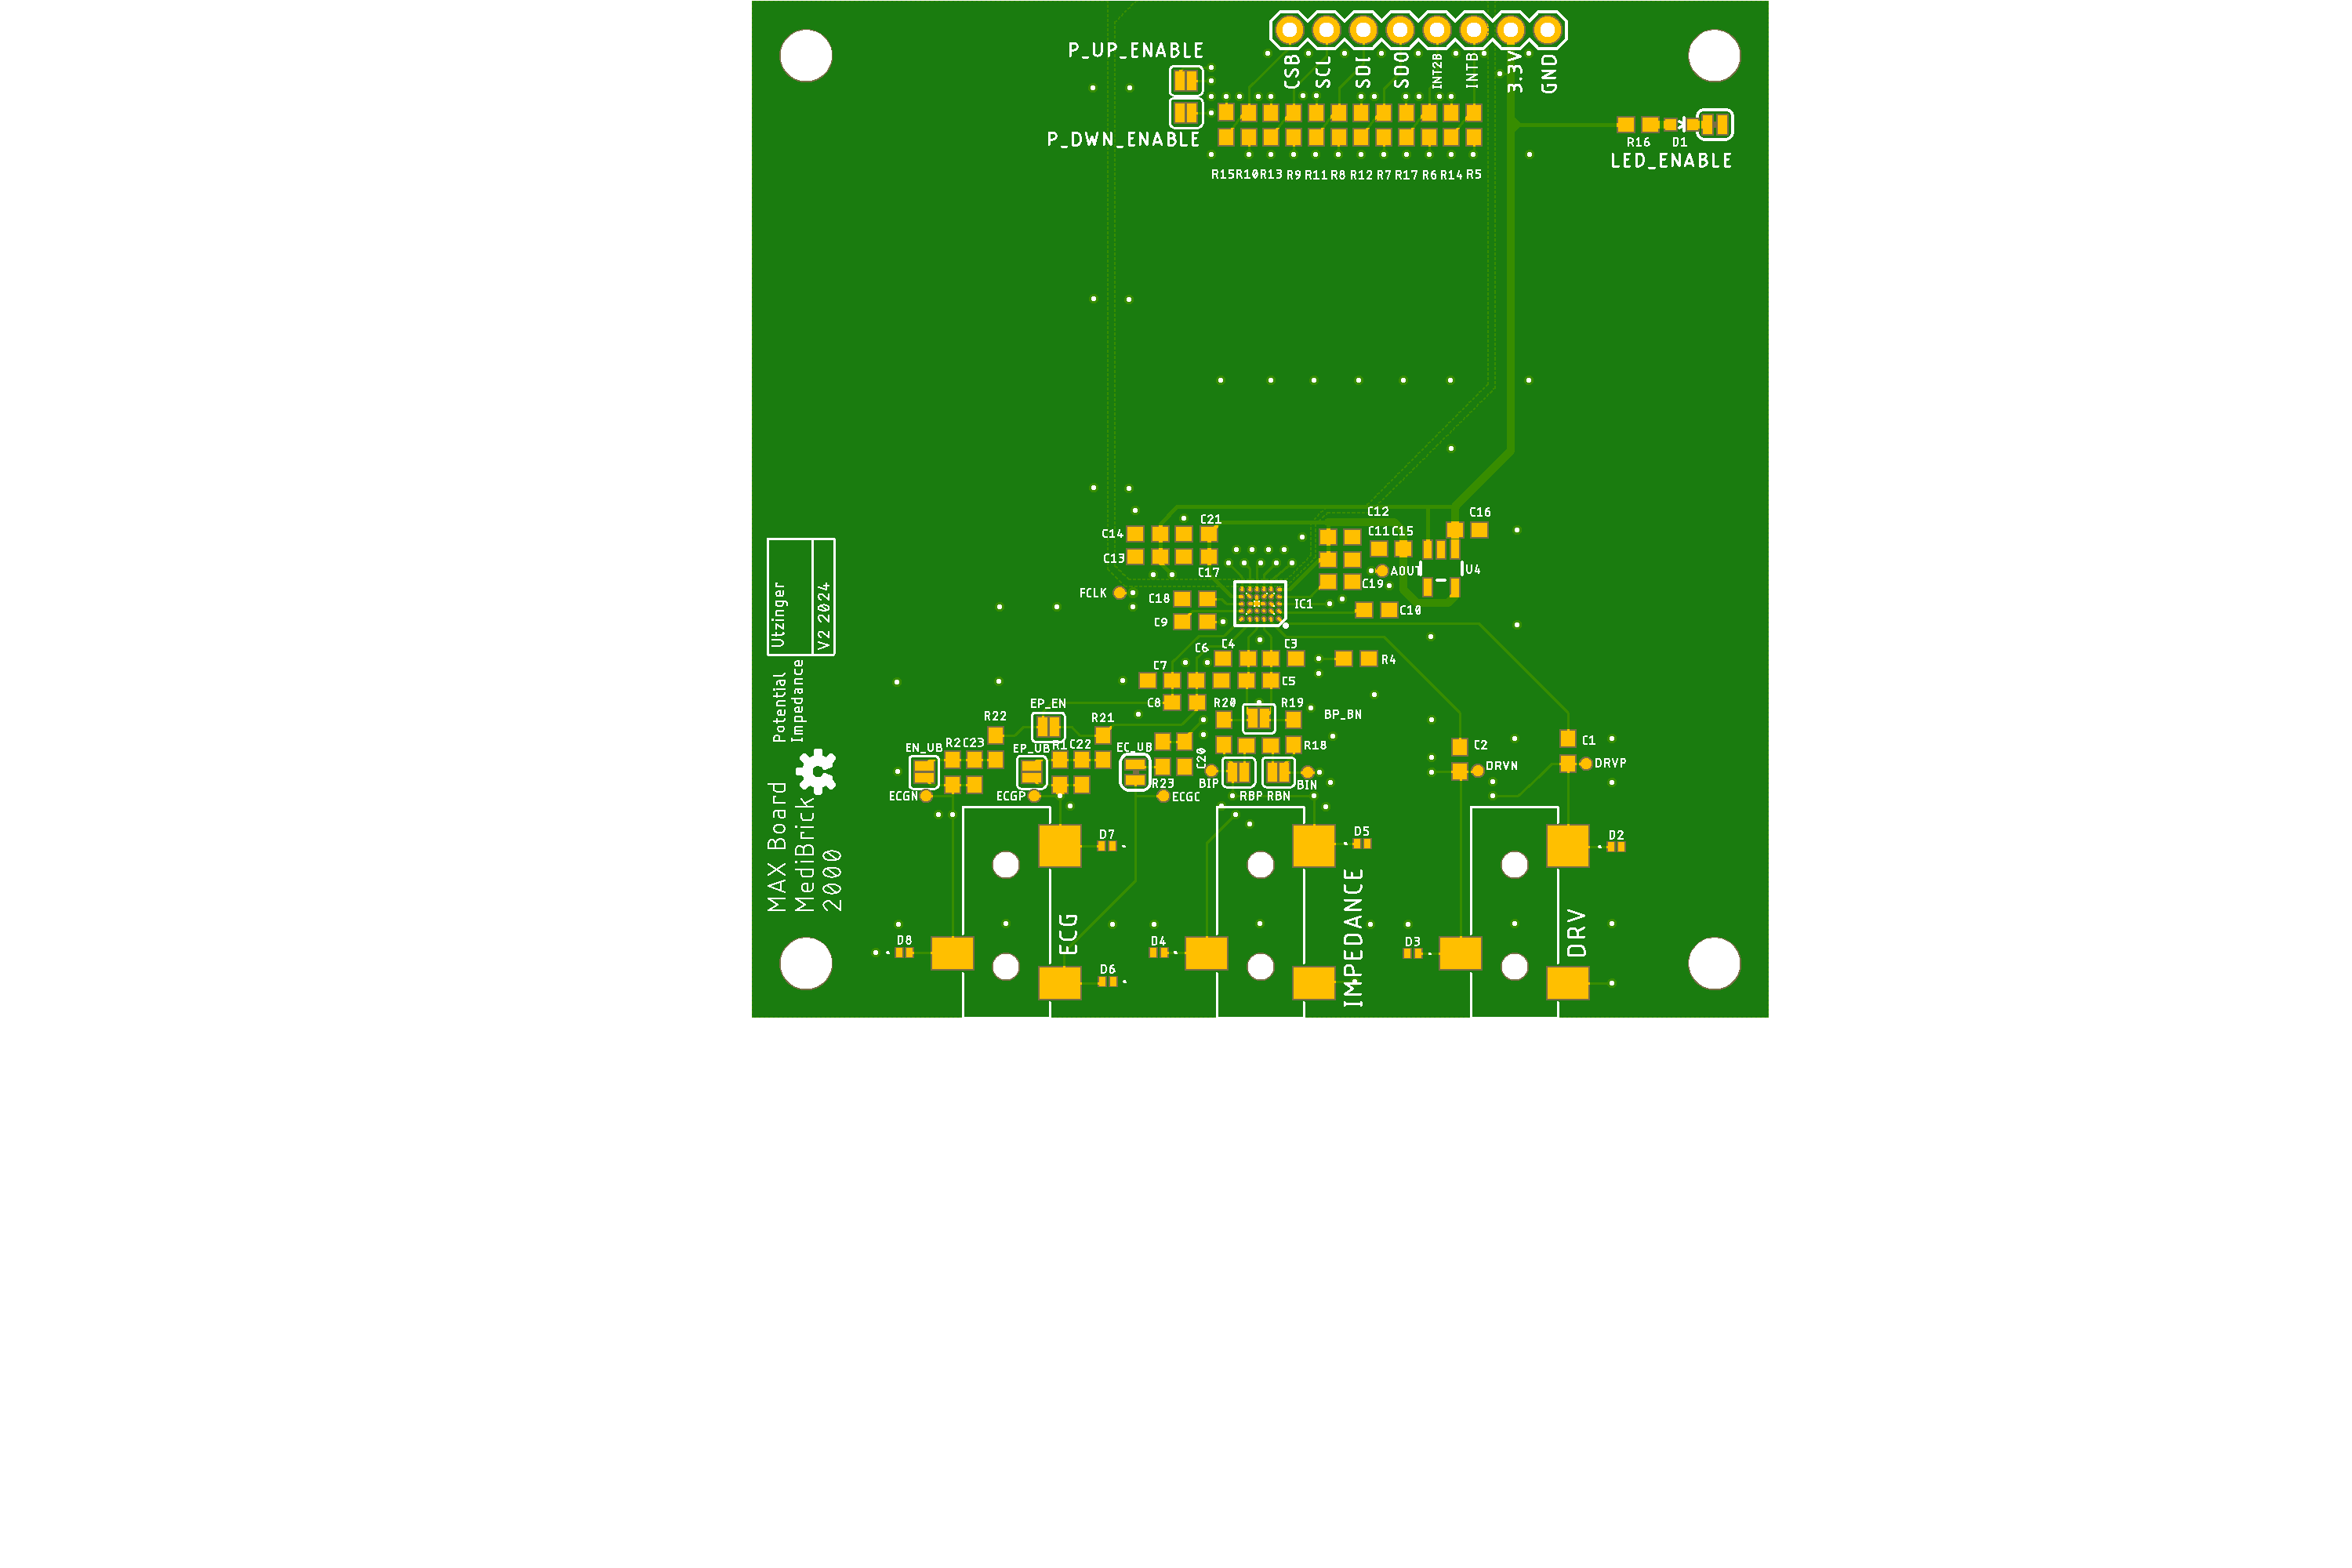 P_UP_ENABLE
P_DWN_ENABLE
CSB
SCL
SDI
SDO
INT2B
INTB
3.3V
GND
R16
D1
LED_ENABLE
R15
R10
R13
R9
R11
R8
R12
R7
R17
R6
R14
R5
C14
C21
C13
C17
C12
C11
C15
C16
U4
AOUT
C19
C10
FCLK
C18
C9
IC1
Utzinger
V2 2024
Potential
Impedance
MAX Board
MediBrick
2000
C6
C4
C3
R4
C7
C5
C8
R20
R19
BP_BN
EP_EN
R22
R21
EN_UB
R2
C23
EP_UB
R1
C22
EC_UB
C20
R18
C2
C1
DRVN
DRVP
R23
BIP
BIN
RBP
RBN
ECGN
ECGP
ECGC
D7
D5
D2
D8
ECG
D4
IMPEDANCE
D3
DRV
D6